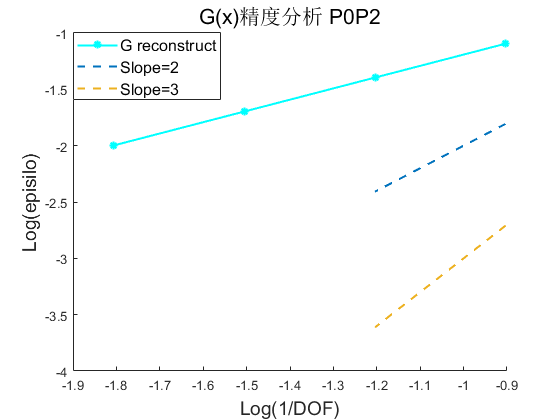 G(x)精度分析 P0P2
G reconstruct
Slope=2
Slope=3
-1
-1.5
-2
-2.5
-3
-3.5
-4
Log(episilo)
-1.9 -1.8 -1.7 -1.6 -1.5 -1.4 -1.3 -1.2 -1.1 -1 -0.9
Log(1/DOF)